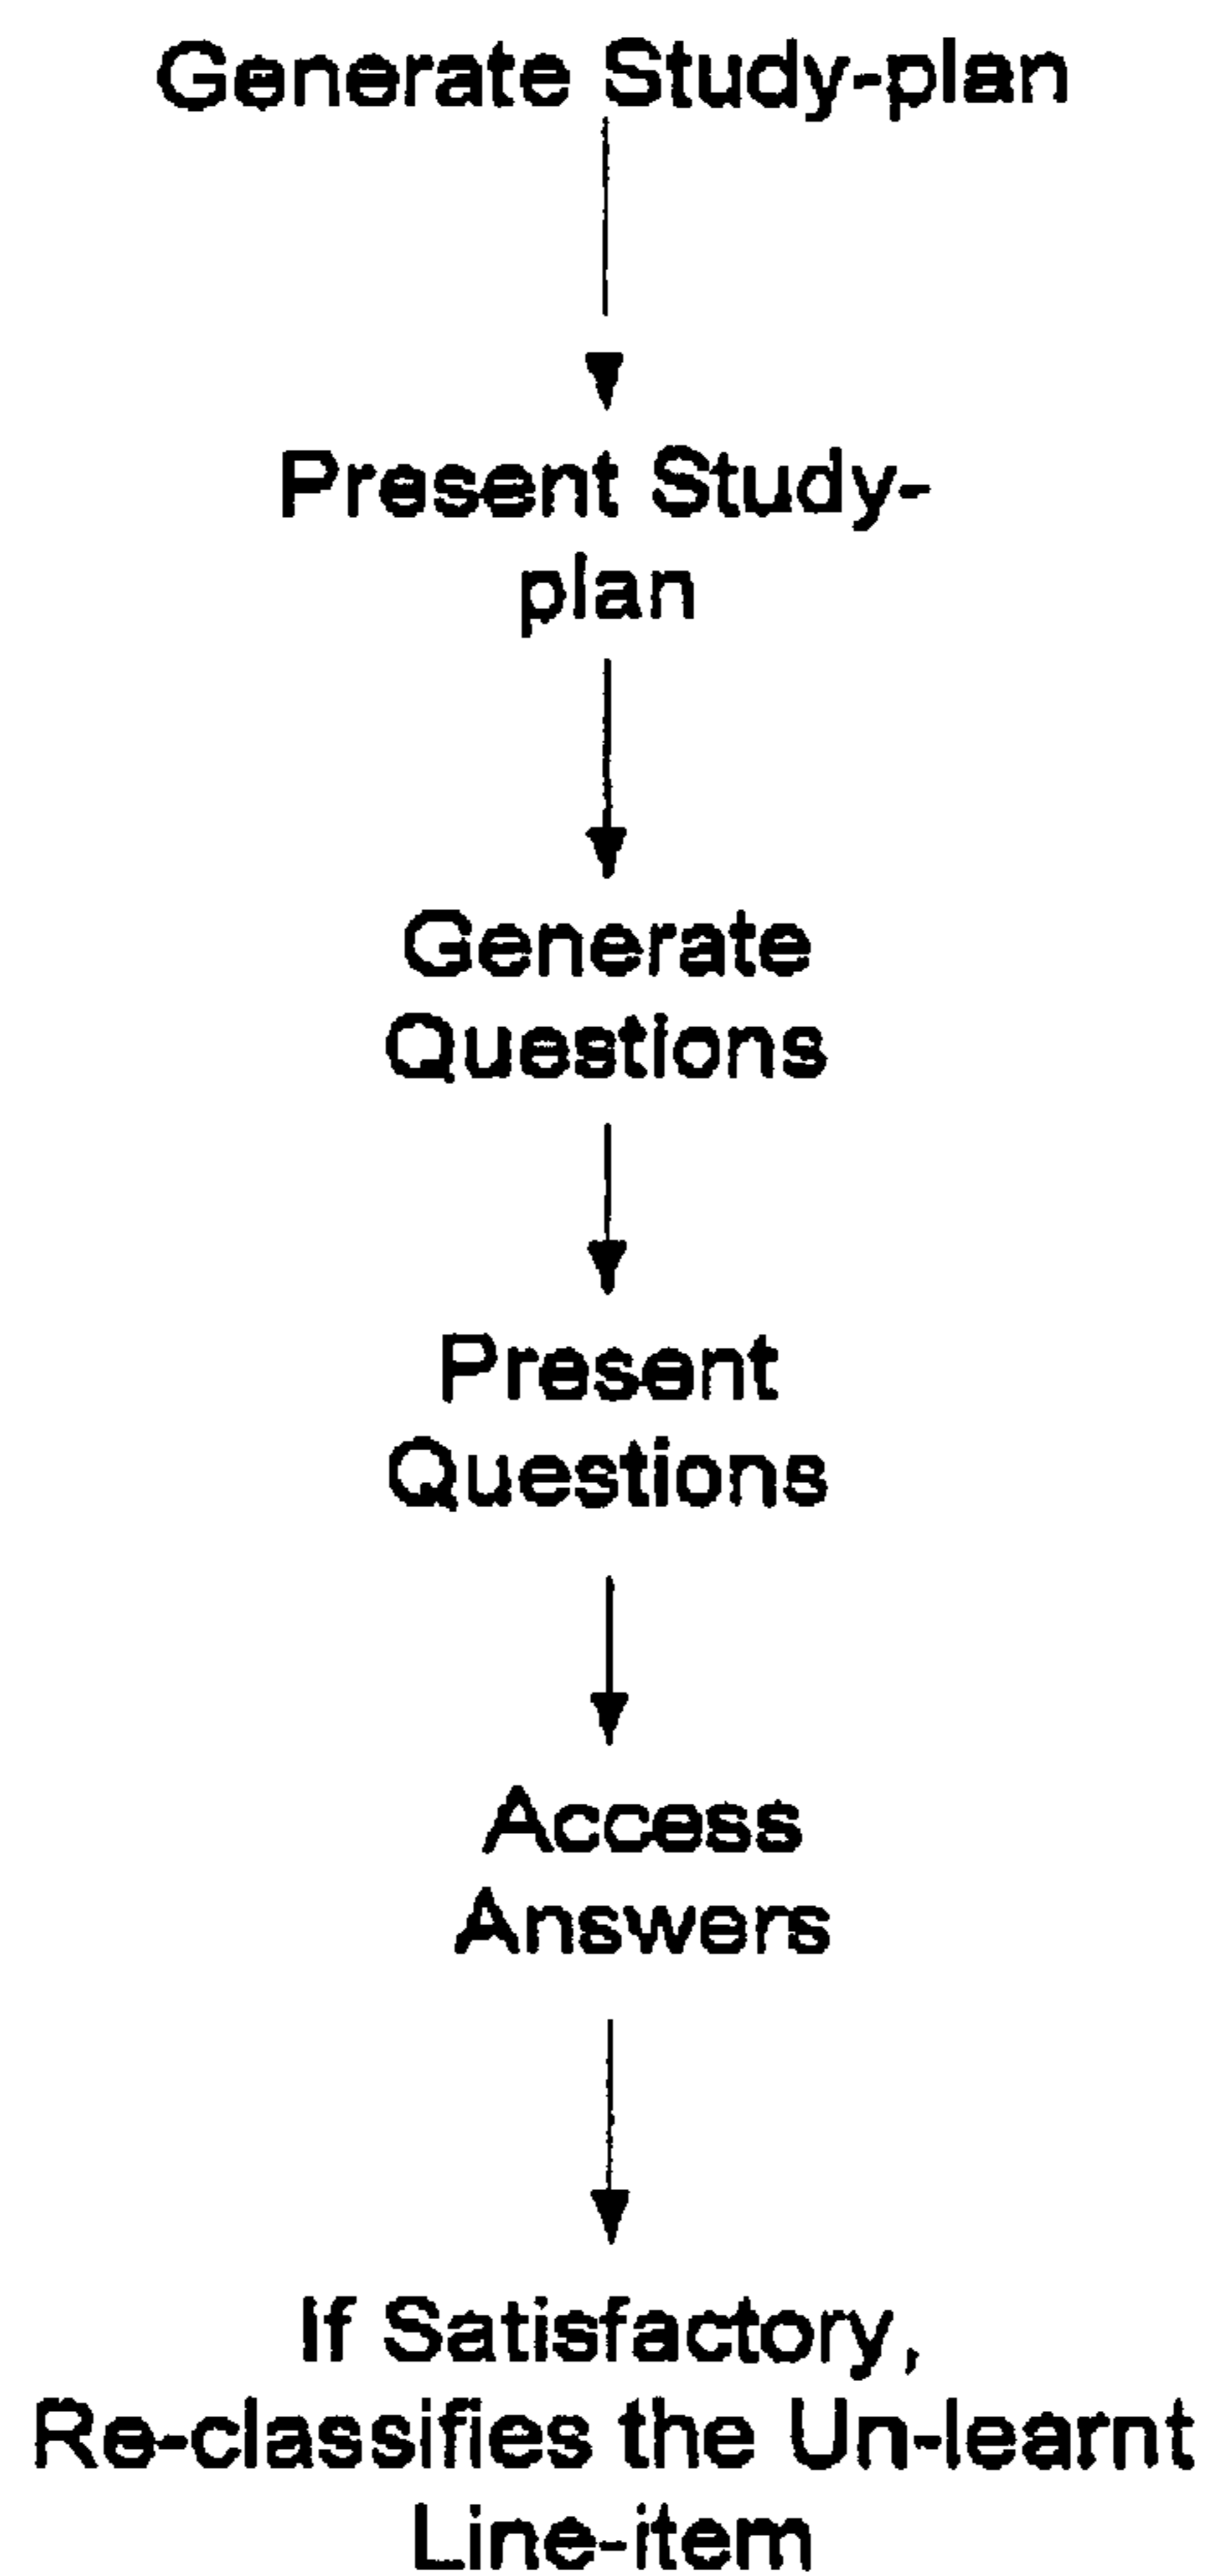 Generate Study-plan
Present Study-
plan
Generate
Questions
Present
Questions
Access
Answers
If Satisfactory,
Re-classifies the Un-learnt
Line-item